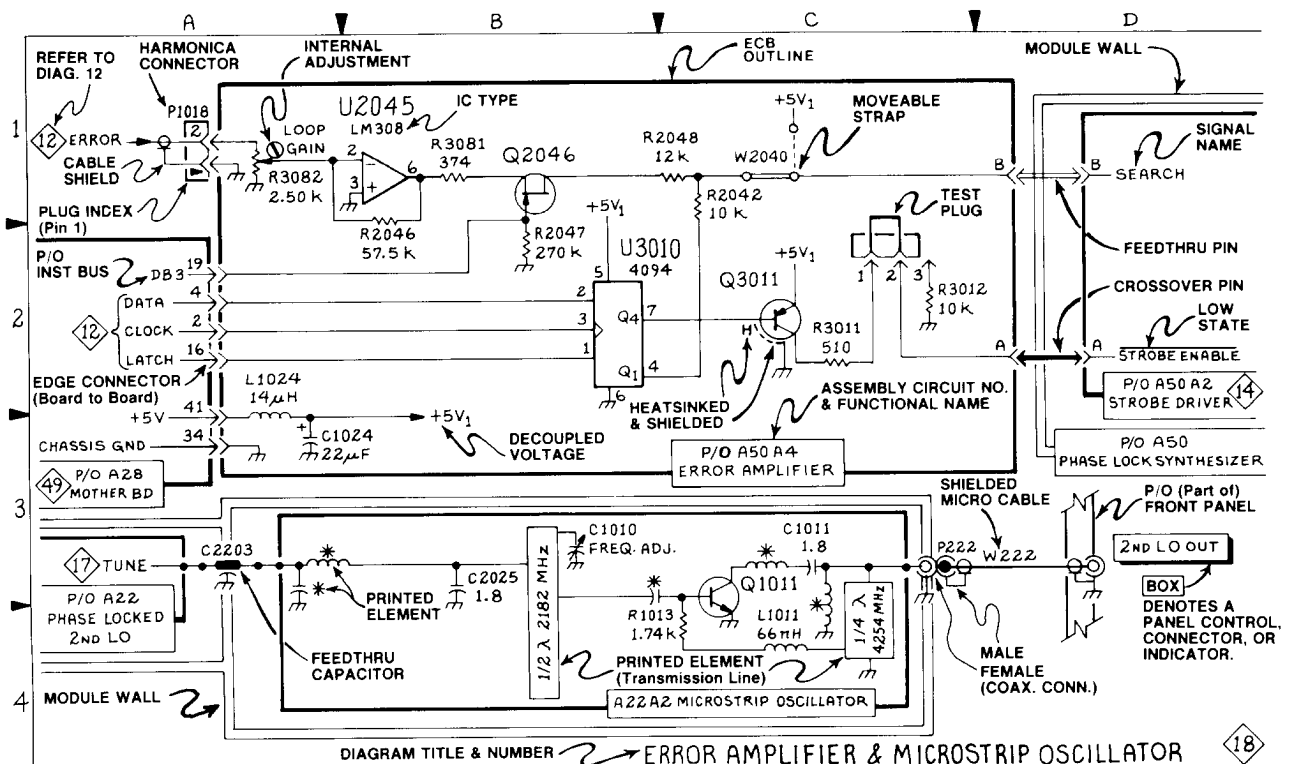 A
B
C
D
1
2
3
4
REFER TO
DIAG. 12
HARMONICA
CONNECTOR
INTERNAL
ADJUSTMENT
ECB
OUTLINE
MODULE WALL
P1018
12
ERROR
2
CABLE
SHIELD
PLUG INDEX
(Pin 1)
LOOP
GAIN
R3082
2.50 K
U2045
LM308
IC TYPE
2
3
6
-
+
R3081
374
Q2046
R2046
57.5 K
R2047
270 K
R2048
12 K
W2040
+5V1
MOVEABLE
STRAP
R2042
10 K
B
B
SEARCH
SIGNAL
NAME
TEST
PLUG
FEEDTHRU PIN
P/O
INST BUS
DB3
19
DATA
4
12
CLOCK
2
LATCH
16
EDGE CONNECTOR
(Board to Board)
+5V1
U3010
4094
5
2
3
1
Q4
7
Q1
4
6
Q3011
+5V1
H
R3011
510
1
2
3
R3012
10 K
CROSSOVER PIN
LOW
STATE
A
A
STROBE ENABLE
P/O A50 A2
STROBE DRIVER
14
HEATSINKED
& SHIELDED
ASSEMBLY CIRCUIT NO.
& FUNCTIONAL NAME
L1024
14µH
+5V
41
+5V1
+
C1024
22µF
DECOUPLED
VOLTAGE
CHASSIS GND
34
P/O A50 A4
ERROR AMPLIFIER
P/O A50
PHASE LOCK SYNTHESIZER
49
P/O A28
MOTHER BD
SHIELDED
MICRO CABLE
P/O (Part of)
FRONT PANEL
17
TUNE
C2203
P/O A22
PHASE LOCKED
2ND LO
PRINTED
ELEMENT
C2025
1.8
1/2 λ 2182 MHz
C1010
FREQ. ADJ.
C1011
1.8
Q1011
R1013
1.74K
L1011
66nH
1/4 λ
4254 MHz
P222
W222
2ND LO OUT
BOX
DENOTES A
PANEL CONTROL,
CONNECTOR, OR
INDICATOR.
FEEDTHRU
CAPACITOR
PRINTED ELEMENT
(Transmission Line)
MALE
FEMALE
(COAX. CONN.)
MODULE WALL
A22A2 MICROSTRIP OSCILLATOR
DIAGRAM TITLE & NUMBER
ERROR AMPLIFIER & MICROSTRIP OSCILLATOR
18